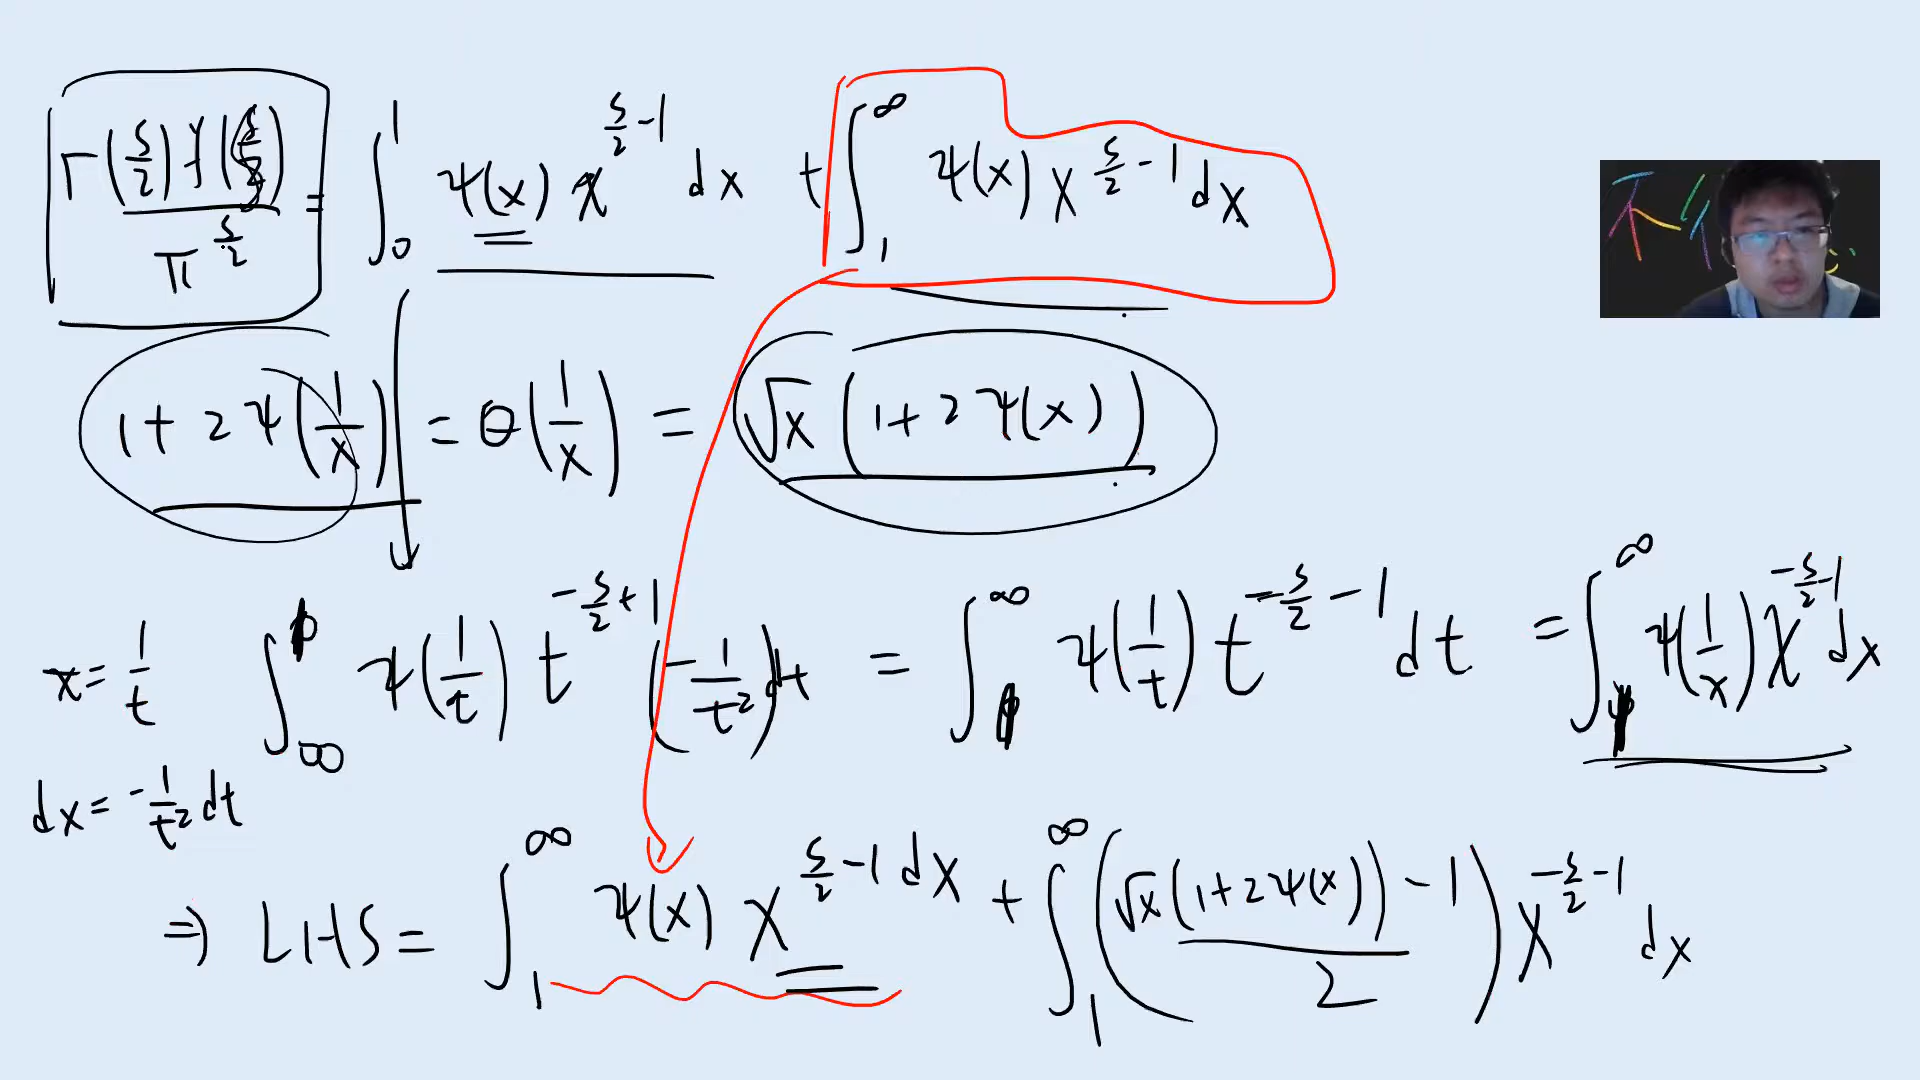 Γ(s/2) ζ(s) / π^(s/2) = ∫₀¹ ψ(x) x^(s/2 - 1) dx + ∫₁^∞ ψ(x) x^(s/2 - 1) dx
1 + 2ψ(1/x) = θ(1/x) = √x (1 + 2ψ(x))
x = 1/t ∫_∞^1 ψ(1/t) t^(-s/2 + 1) (-1/t²) dt = ∫₁^∞ ψ(1/t) t^(-s/2 - 1) dt = ∫₁^∞ ψ(1/x) x^(-s/2 - 1) dx
dx = -1/t² dt
⇒ LHS = ∫₁^∞ ψ(x) x^(s/2 - 1) dx + ∫₁^∞ (√x (1 + 2ψ(x)) - 1 / 2) x^(-s/2 - 1) dx